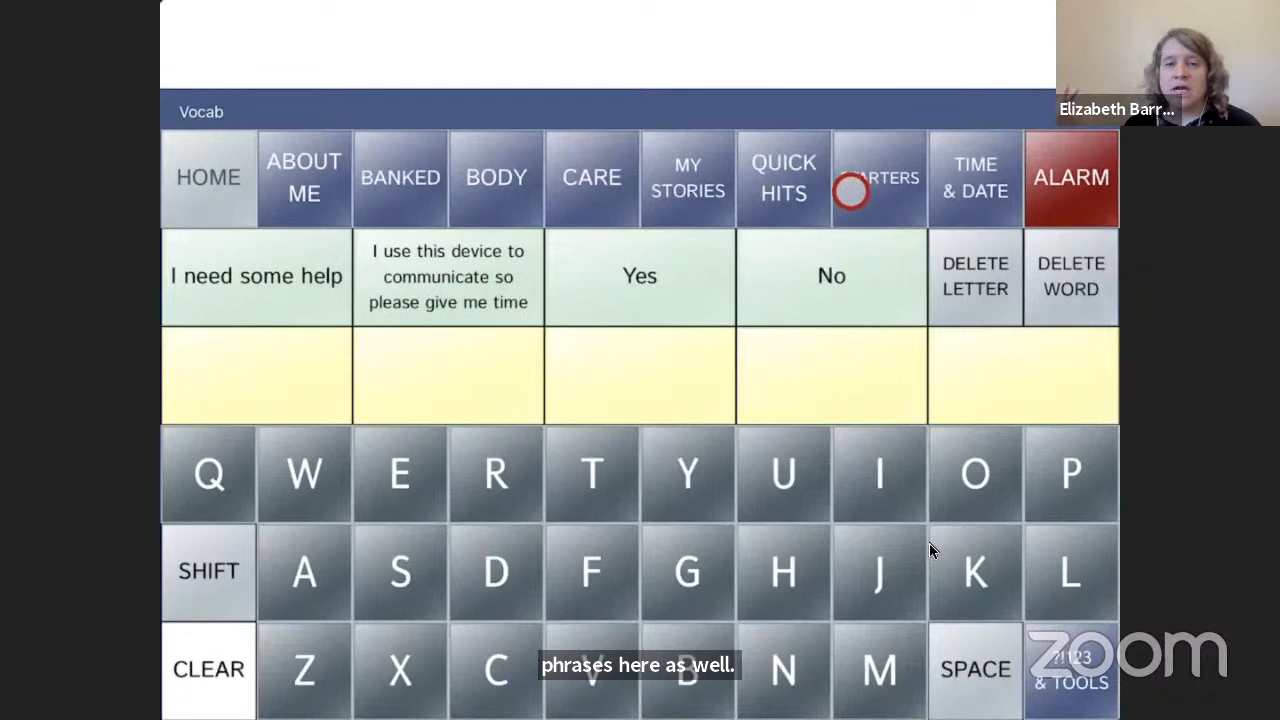 Elizabeth Barr...
Vocab
HOME
ABOUT
ME
BANKED
BODY
CARE
MY
STORIES
QUICK
HITS
ARTERS
TIME
& DATE
ALARM
I need some help
I use this device to
communicate so
please give me time
Yes
No
DELETE
LETTER
DELETE
WORD
Q W E R T Y U I O P
SHIFT A S D F G H J K L
CLEAR Z X C V B N M SPACE ?!123
& TOOLS
phrases here as well.
zoom